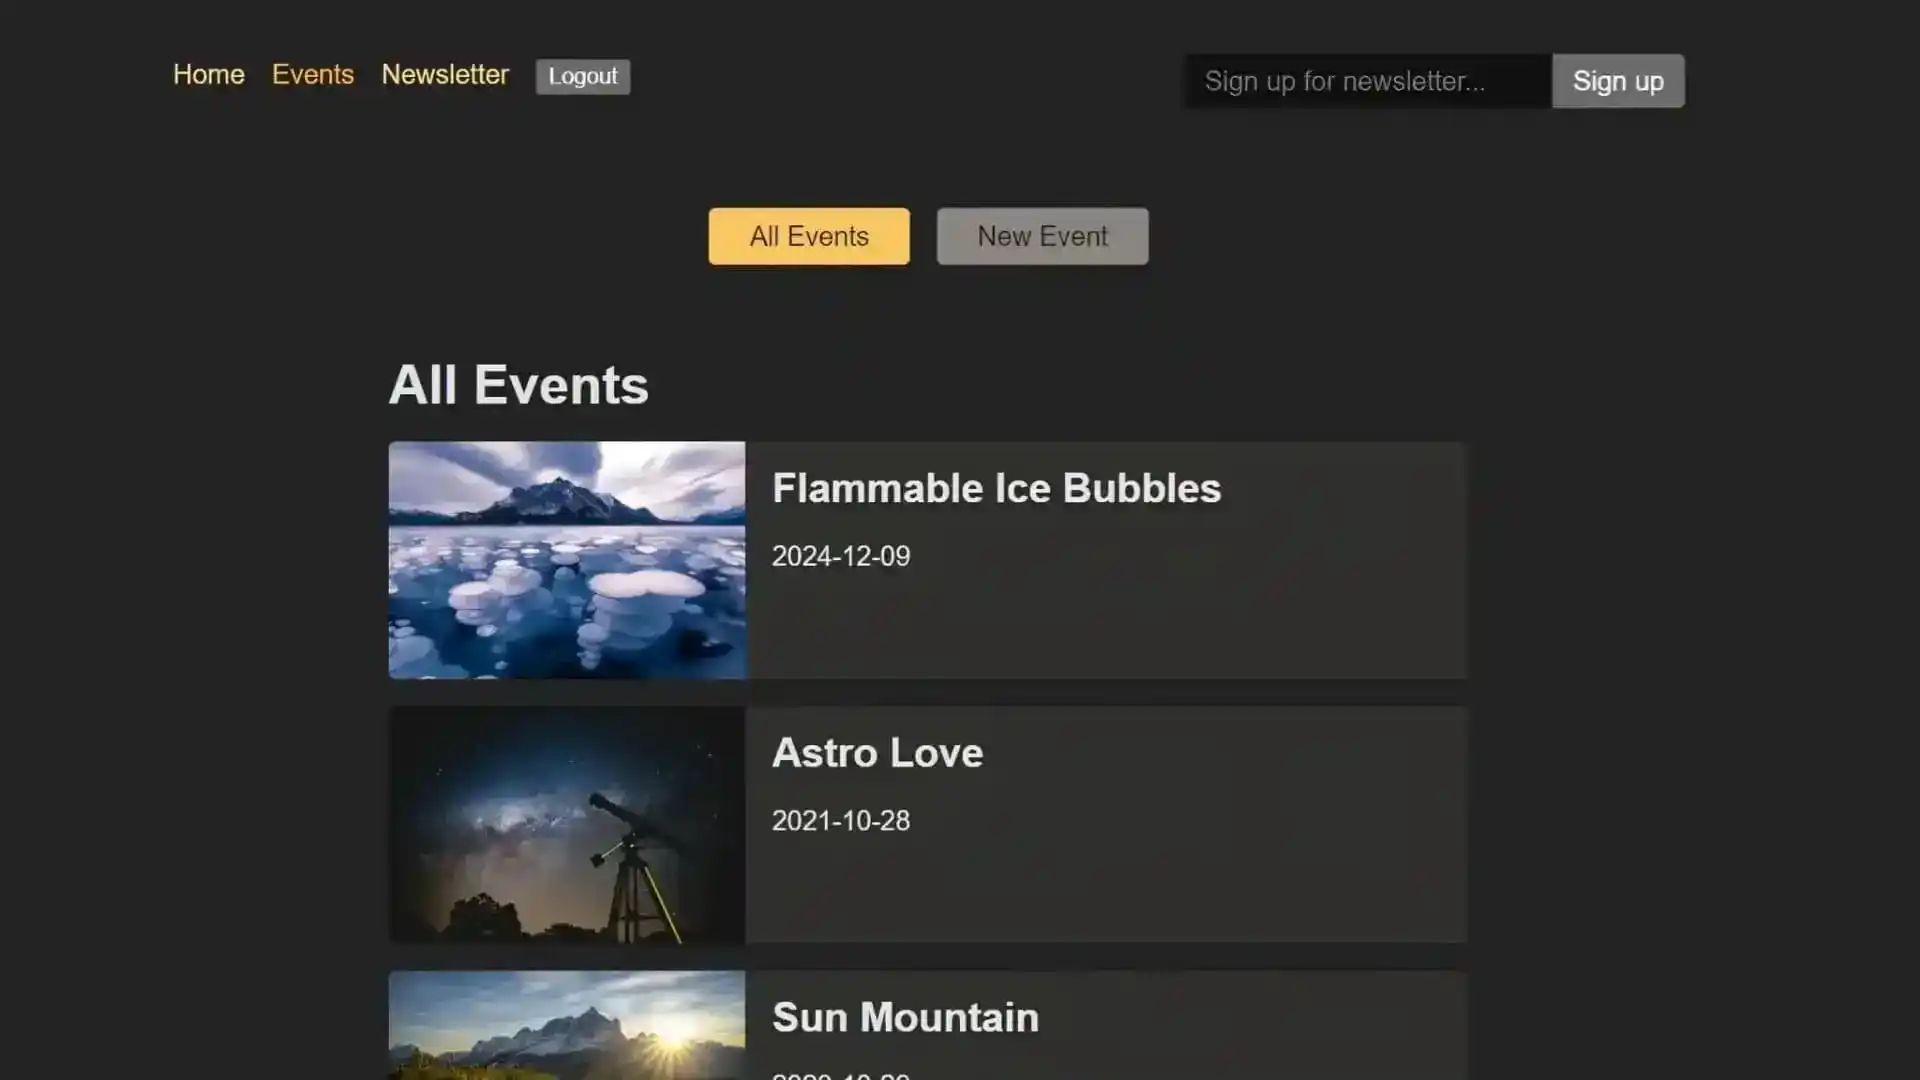 Home Events Newsletter Logout Sign up for newsletter... Sign up
All Events New Event
All Events
Flammable Ice Bubbles
2024-12-09
Astro Love
2021-10-28
Sun Mountain